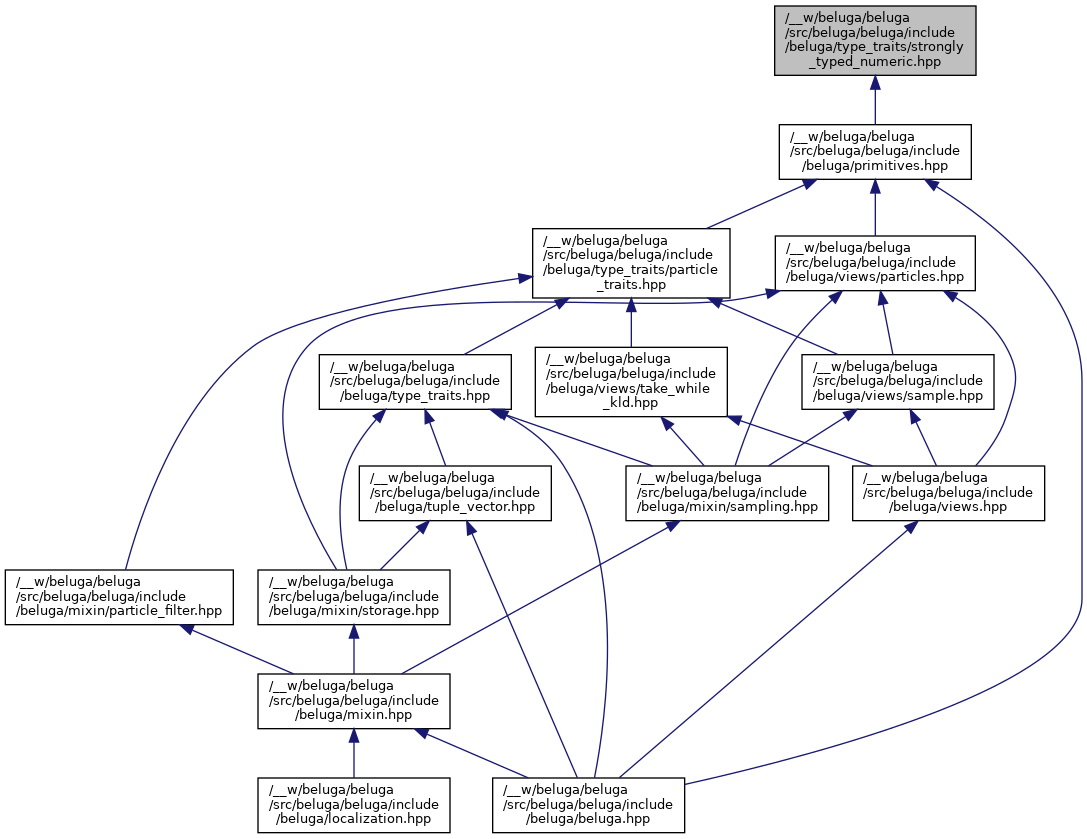 /__w/beluga/beluga
/src/beluga/beluga/include
/beluga/type_traits/strongly
_typed_numeric.hpp
/__w/beluga/beluga
/src/beluga/beluga/include
/beluga/primitives.hpp
/__w/beluga/beluga
/src/beluga/beluga/include
/beluga/type_traits/particle
_traits.hpp
/__w/beluga/beluga
/src/beluga/beluga/include
/beluga/views/particles.hpp
/__w/beluga/beluga
/src/beluga/beluga/include
/beluga/type_traits.hpp
/__w/beluga/beluga
/src/beluga/beluga/include
/beluga/views/take_while
_kld.hpp
/__w/beluga/beluga
/src/beluga/beluga/include
/beluga/views/sample.hpp
/__w/beluga/beluga
/src/beluga/beluga/include
/beluga/tuple_vector.hpp
/__w/beluga/beluga
/src/beluga/beluga/include
/beluga/mixin/sampling.hpp
/__w/beluga/beluga
/src/beluga/beluga/include
/beluga/views.hpp
/__w/beluga/beluga
/src/beluga/beluga/include
/beluga/mixin/particle_filter.hpp
/__w/beluga/beluga
/src/beluga/beluga/include
/beluga/mixin/storage.hpp
/__w/beluga/beluga
/src/beluga/beluga/include
/beluga/mixin.hpp
/__w/beluga/beluga
/src/beluga/beluga/include
/beluga/localization.hpp
/__w/beluga/beluga
/src/beluga/beluga/include
/beluga/beluga.hpp